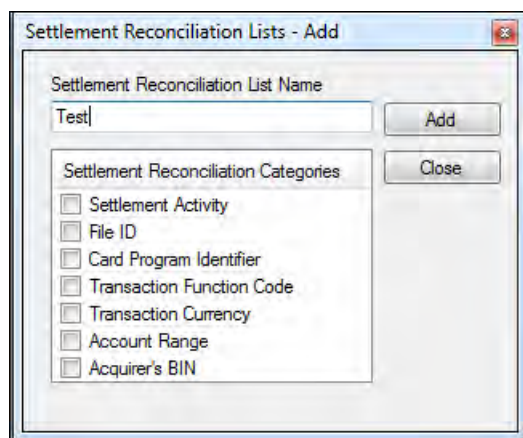 Settlement Reconciliation Lists - Add
Settlement Reconciliation List Name
Test
Add
Settlement Reconciliation Categories
Close
Settlement Activity
File ID
Card Program Identifier
Transaction Function Code
Transaction Currency
Account Range
Acquirer's BIN